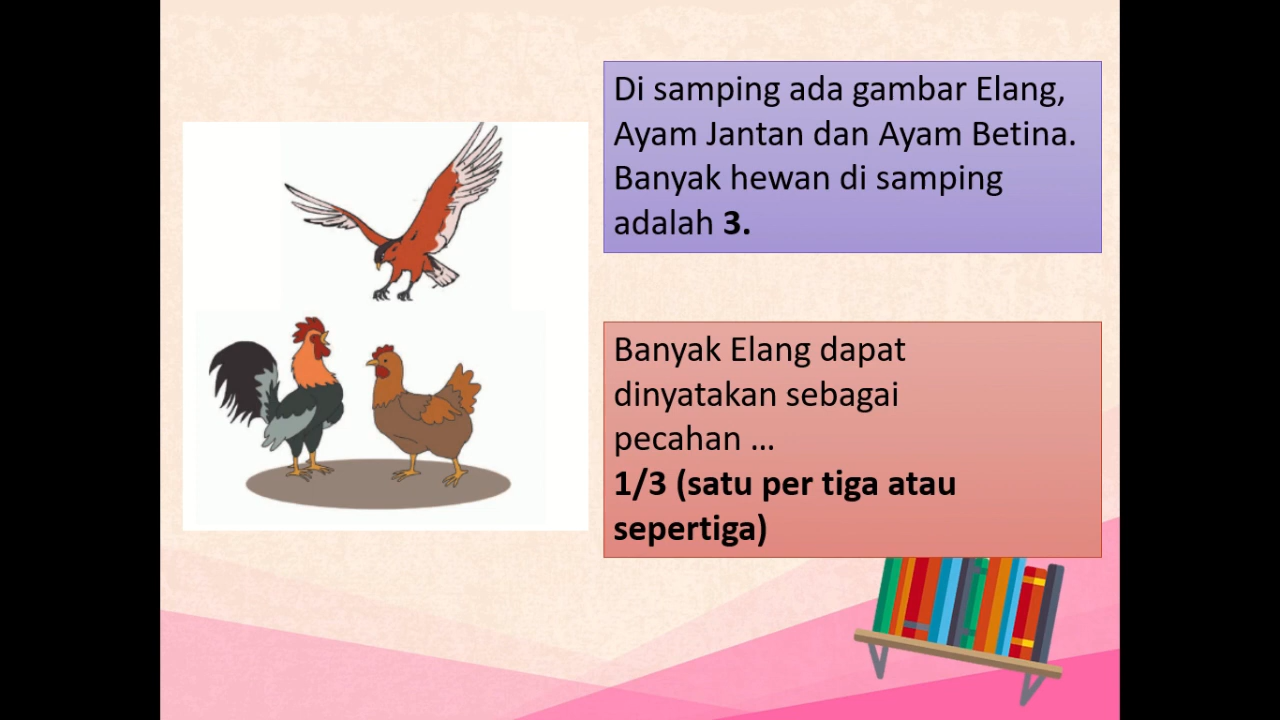 Di samping ada gambar Elang,
Ayam Jantan dan Ayam Betina.
Banyak hewan di samping
adalah 3.
Banyak Elang dapat
dinyatakan sebagai
pecahan ...
1/3 (satu per tiga atau
sepertiga)